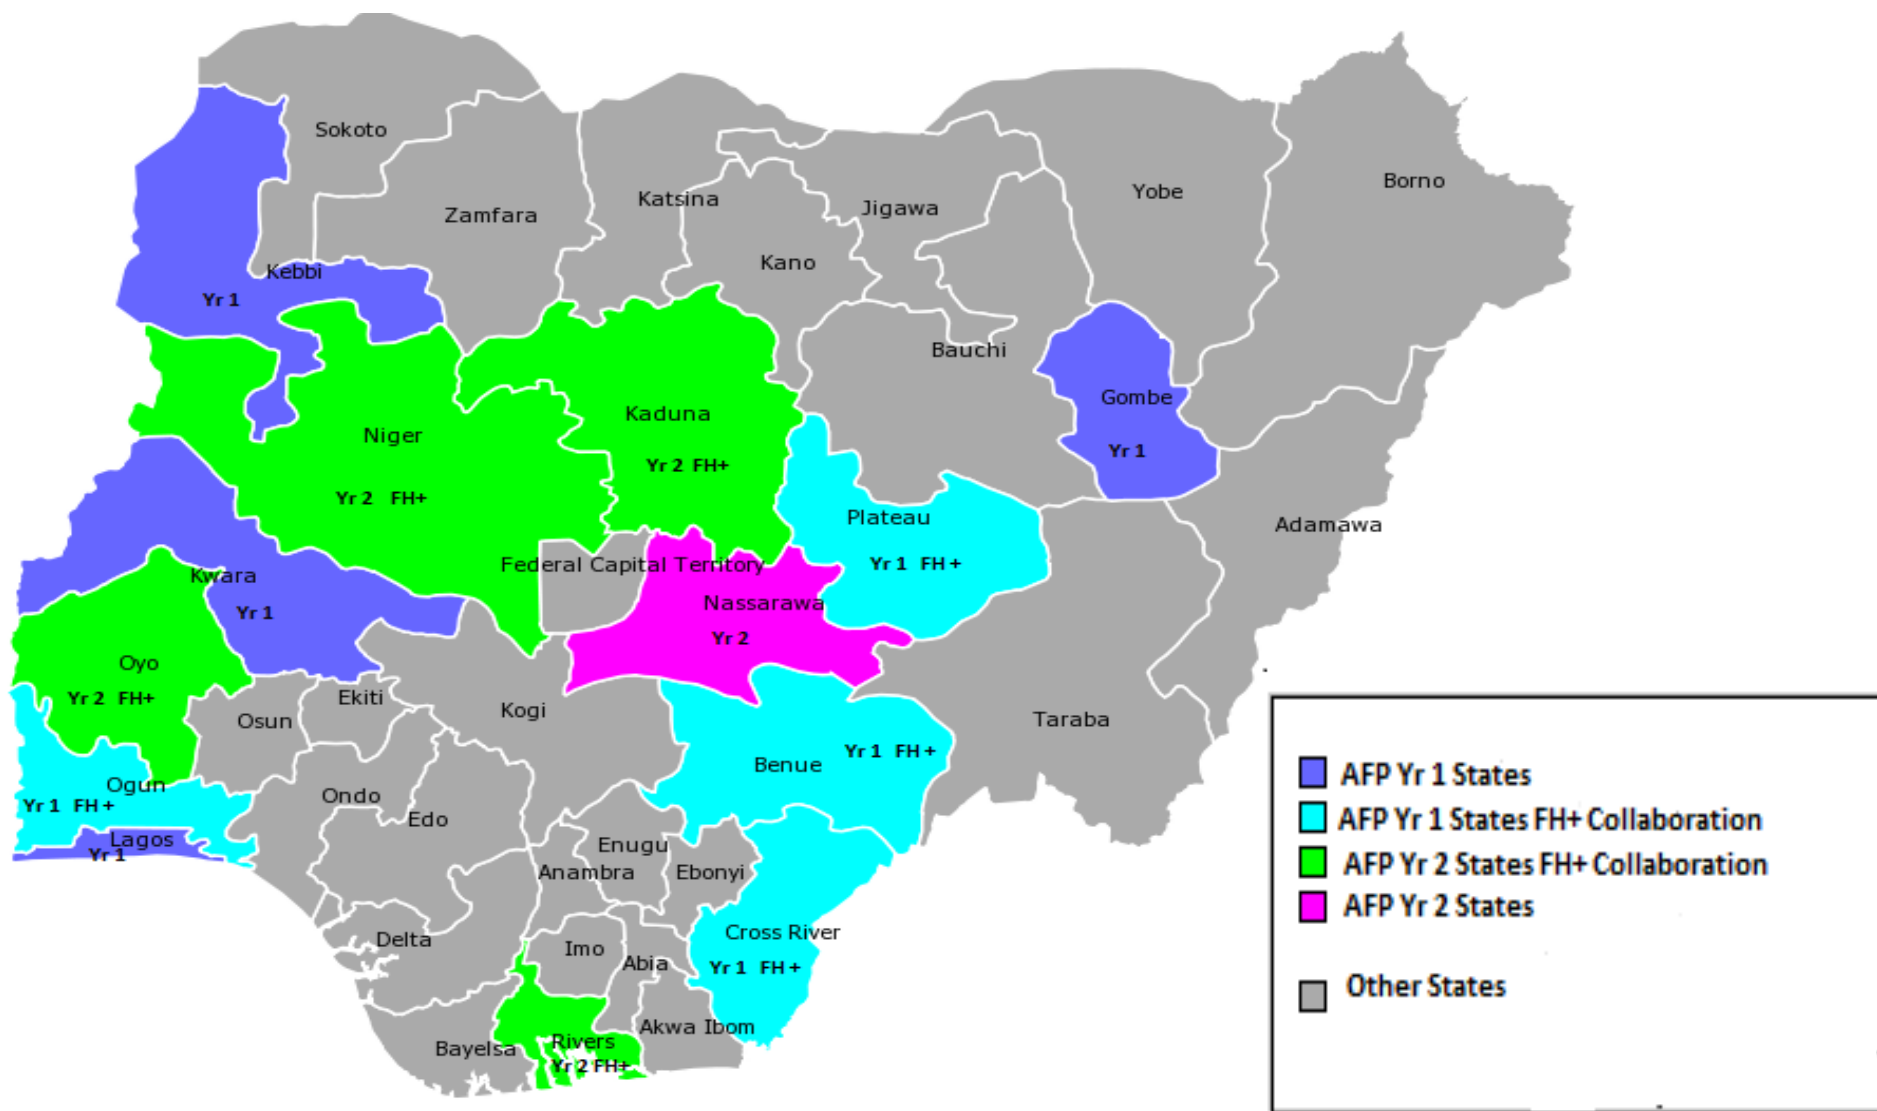 Sokoto
Zamfara
Katsina
Kano
Jigawa
Yobe
Borno
Kebbi
Yr 1
Bauchi
Gombe
Yr 1
Niger
Yr 2 FH+
Kaduna
Yr 2 FH+
Plateau
Yr 1 FH +
Adamawa
Federal Capital Territory
Nassarawa
Yr 2
Kwara
Yr 1
Oyo
Yr 2 FH+
Osun
Ekiti
Kogi
Taraba
Benue
Yr 1 FH +
Ogun
Yr 1 FH +
Lagos
Yr 1
Ondo
Edo
Enugu
Anambra
Ebonyi
Delta
Imo
Abia
Cross River
Yr 1 FH +
Akwa Ibom
Bayelsa
Rivers
Yr 2 FH+
AFP Yr 1 States
AFP Yr 1 States FH+ Collaboration
AFP Yr 2 States FH+ Collaboration
AFP Yr 2 States
Other States